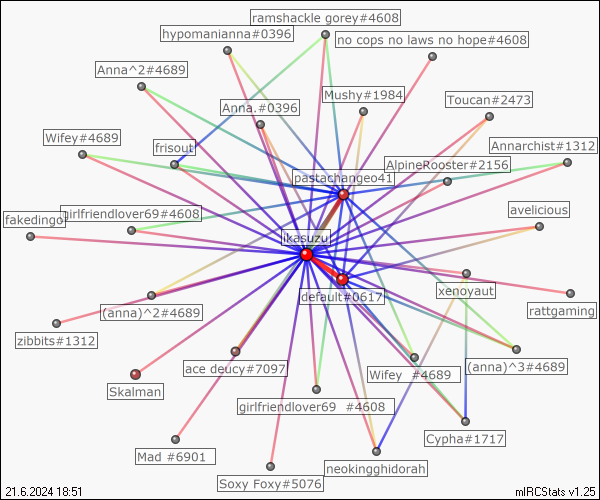 ramshackle gorey#4608
hypomanianna#0396
no cops no laws no hope#4608
Anna^2#4689
Mushy#1984
Toucan#2473
Anna.#0396
Wifey#4689
frisout
Annarchist#1312
AlpineRooster#2156
pastachangeo41
fakedingo
girlfriendlover69#4608
avelicious
ikasuzu
default#0617
xenoyaut
(anna)^2#4689
rattgaming
zibbits#1312
ace deucy#7097
Wifey #4689
(anna)^3#4689
Skalman
girlfriendlover69 #4608
Cypha#1717
Mad #6901
neokingghidorah
Soxy Foxy#5076
21.6.2024 18:51
mIRCStats v1.25